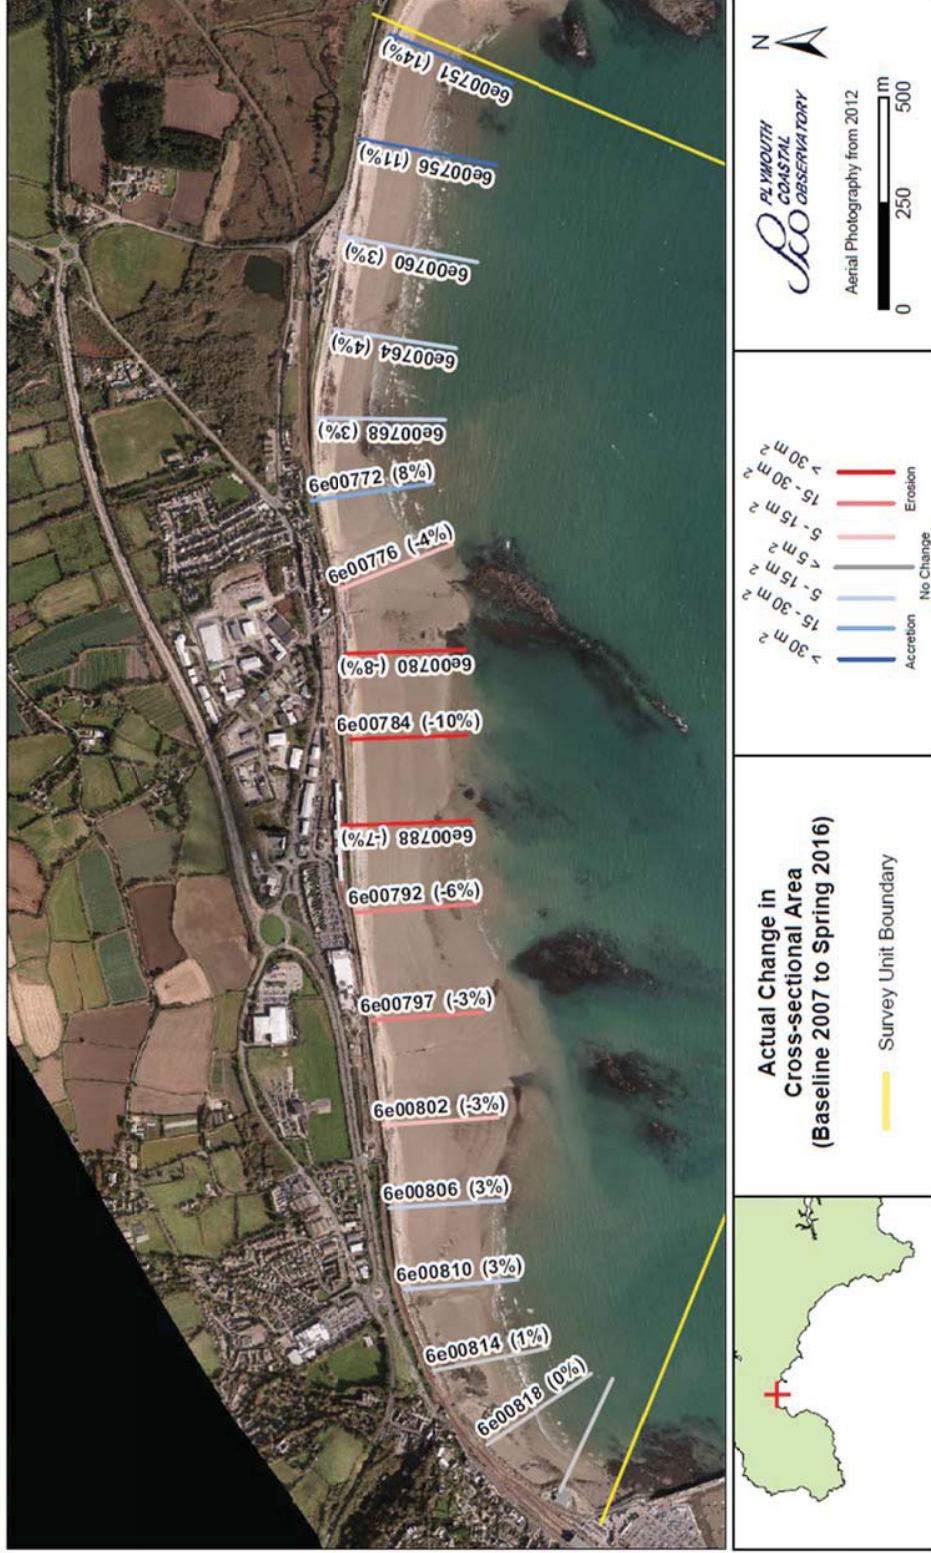 6e00751 (14%)
6e00756 (11%)
6e00760 (3%)
6e00764 (4%)
6e00768 (3%)
6e00772 (8%)
6e00776 (-4%)
6e00780 (-8%)
6e00784 (-10%)
6e00788 (-7%)
6e00792 (-6%)
6e00797 (-3%)
6e00802 (-3%)
6e00806 (3%)
6e00810 (3%)
6e00814 (1%)
6e00818 (0%)
Actual Change in
Cross-sectional Area
(Baseline 2007 to Spring 2016)
Survey Unit Boundary
> 30 m²
15 - 30 m²
5 - 15 m²
< 5 m²
5 - 15 m²
15 - 30 m²
> 30 m²
Accretion
No Change
Erosion
N
PCO PLYMOUTH
COASTAL
OBSERVATORY
Aerial Photography from 2012
0 250 500 m